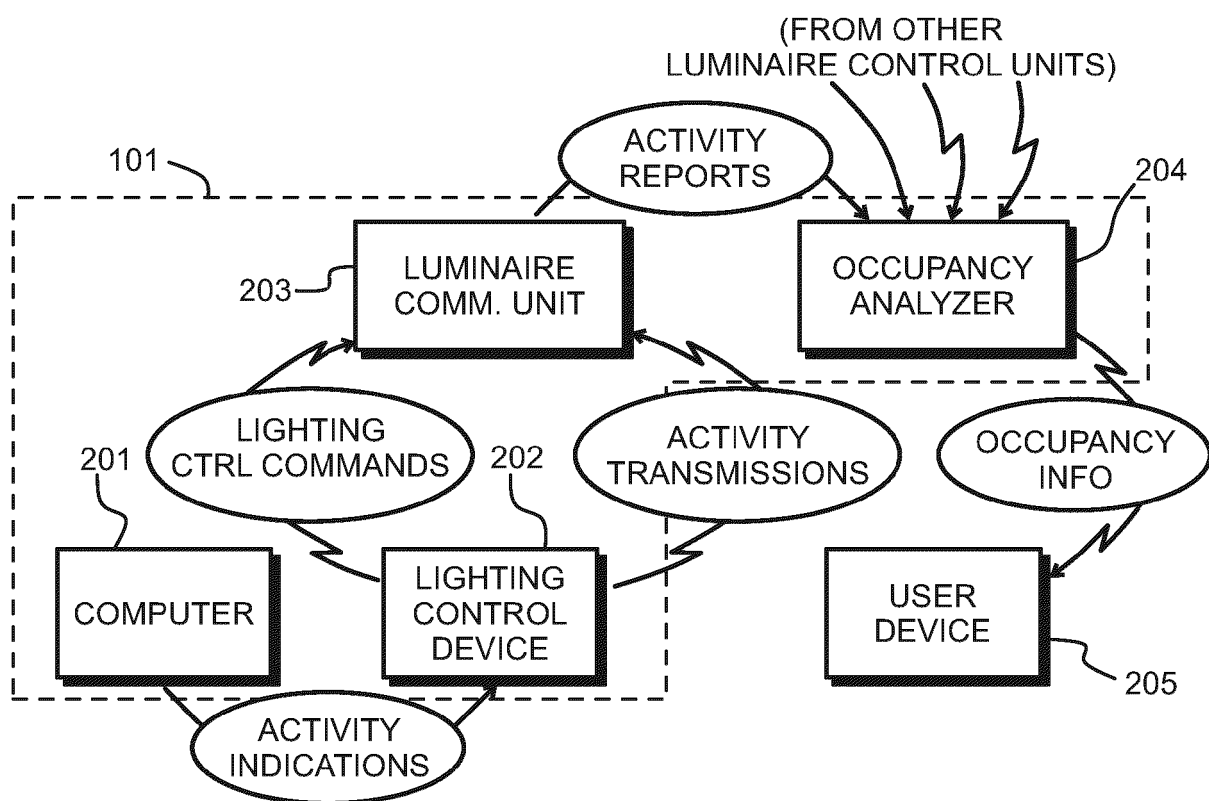 (FROM OTHER
LUMINAIRE CONTROL UNITS)
ACTIVITY
REPORTS
101
204
LUMINAIRE
COMM. UNIT
203
OCCUPANCY
ANALYZER
LIGHTING
CTRL COMMANDS
ACTIVITY
TRANSMISSIONS
OCCUPANCY
INFO
201
202
COMPUTER
LIGHTING
CONTROL
DEVICE
USER
DEVICE
205
ACTIVITY
INDICATIONS